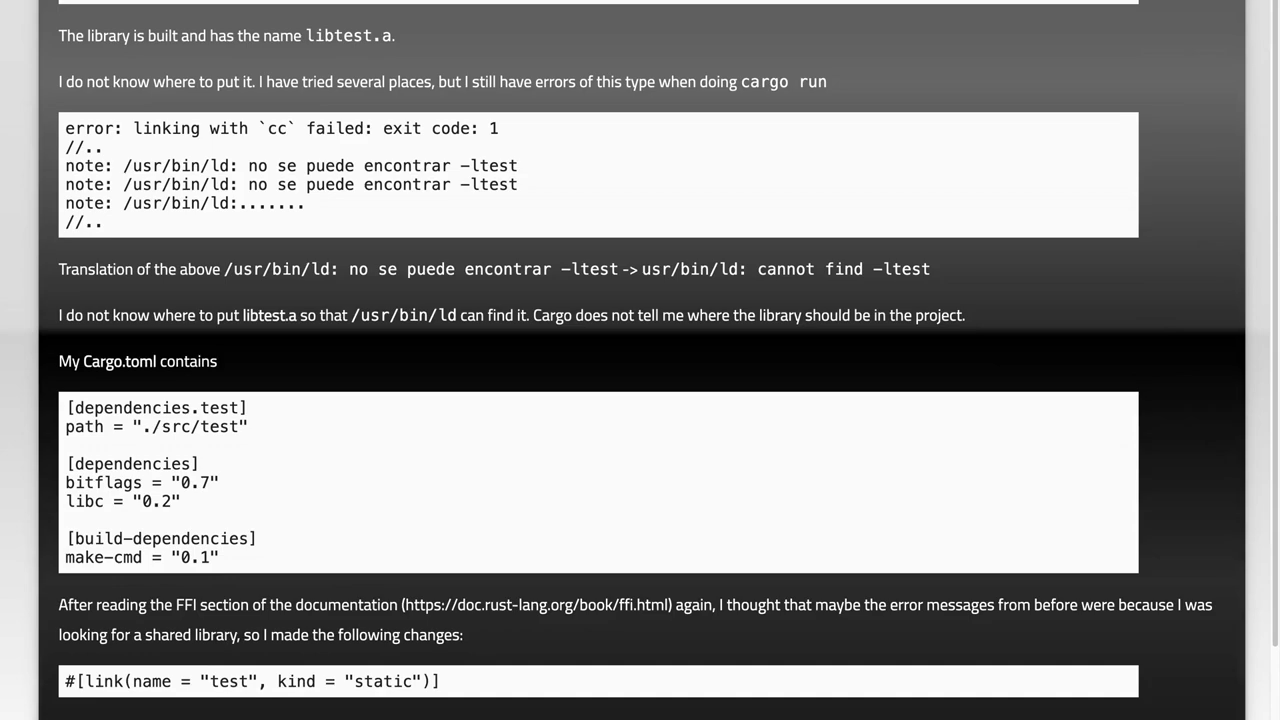 The library is built and has the name libtest.a.
I do not know where to put it. I have tried several places, but I still have errors of this type when doing cargo run
error: linking with `cc` failed: exit code: 1
//..
note: /usr/bin/ld: no se puede encontrar -ltest
note: /usr/bin/ld: no se puede encontrar -ltest
note: /usr/bin/ld:.......
//..
Translation of the above /usr/bin/ld: no se puede encontrar -ltest -> usr/bin/ld: cannot find -ltest
I do not know where to put libtest.a so that /usr/bin/ld can find it. Cargo does not tell me where the library should be in the project.
My Cargo.toml contains
[dependencies.test]
path = "./src/test"
[dependencies]
bitflags = "0.7"
libc = "0.2"
[build-dependencies]
make-cmd = "0.1"
After reading the FFI section of the documentation (https://doc.rust-lang.org/book/ffi.html) again, I thought that maybe the error messages from before were because I was
looking for a shared library, so I made the following changes:
#[link(name = "test", kind = "static")]